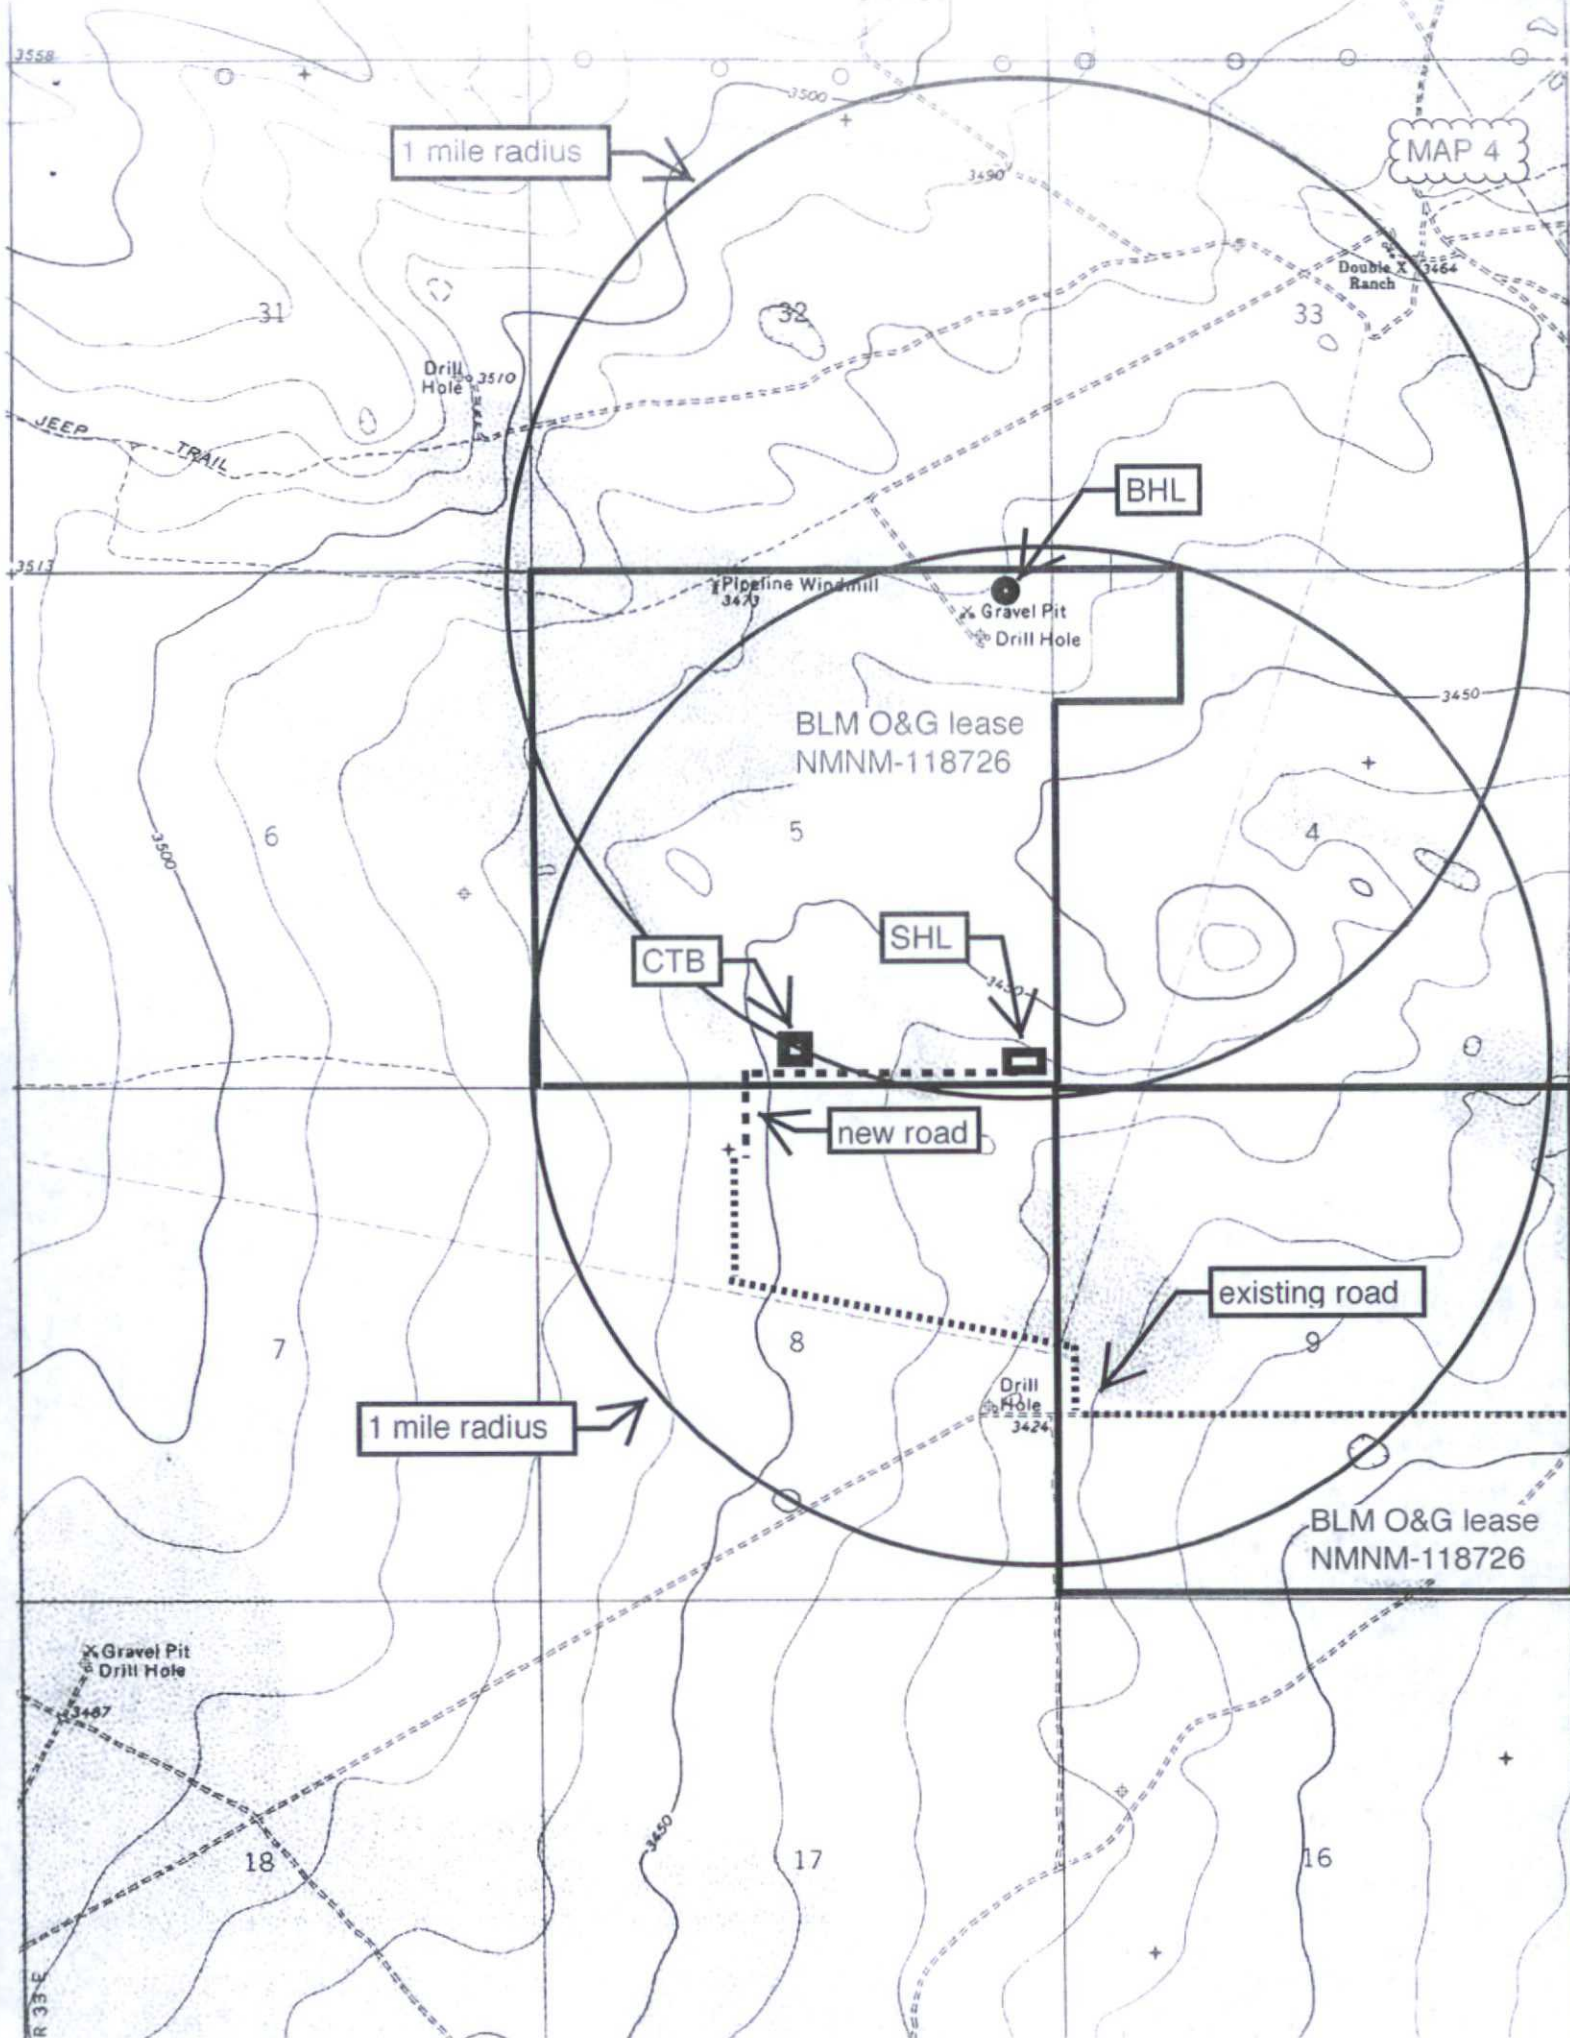 3558
3500
1 mile radius
3490
MAP 4
Double X
Ranch
3464
31
32
33
Drill
Hole
3510
JEEP TRAIL
BHL
3513
Pipeline Windmill
3473
Gravel Pit
Drill Hole
3450
BLM O&G lease
NMNM-118726
3500
6
5
4
SHL
CTB
3450
new road
existing road
7
8
9
Drill
Hole
3424
1 mile radius
BLM O&G lease
NMNM-118726
Gravel Pit
Drill Hole
3487
3450
18
17
16
R 33 E